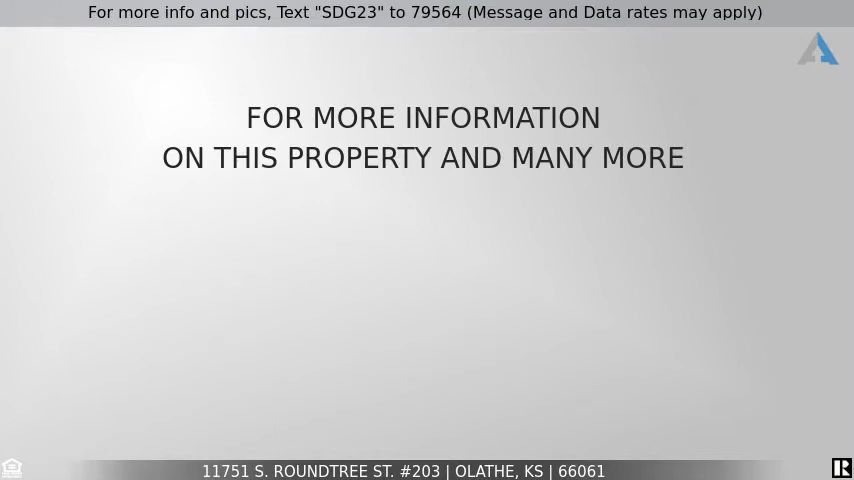 For more info and pics, Text "SDG23" to 79564 (Message and Data rates may apply)
FOR MORE INFORMATION
ON THIS PROPERTY AND MANY MORE
11751 S. ROUNDTREE ST. #203 | OLATHE, KS | 66061